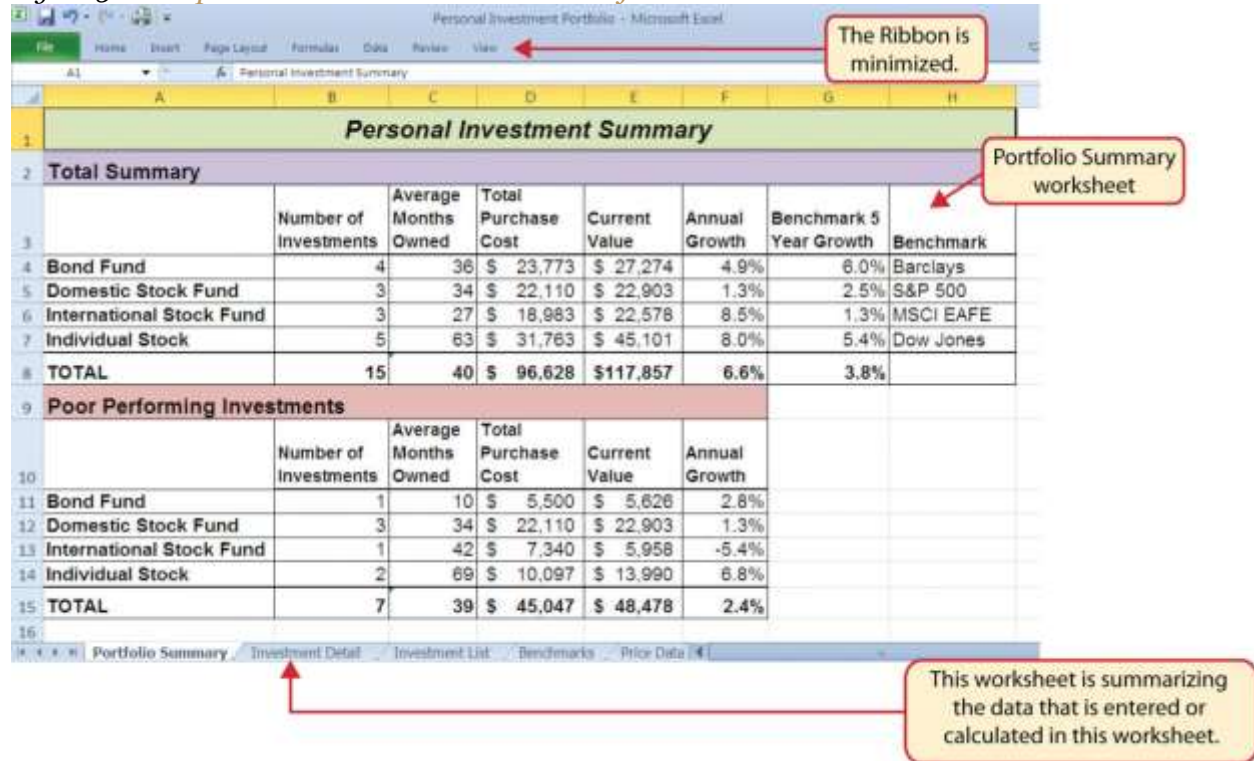 Personal Investment Portfolio - Microsoft Excel
File Home Insert Page Layout Formulas Data Review View
The Ribbon is
minimized.
A1 fx Personal Investment Summary
A B C D E F G H
1 Personal Investment Summary
2 Total Summary
Portfolio Summary
worksheet
3 Number of Investments Average Months Owned Total Purchase Cost Current Value Annual Growth Benchmark 5 Year Growth Benchmark
4 Bond Fund 4 36 $ 23,773 $ 27,274 4.9% 6.0% Barclays
5 Domestic Stock Fund 3 34 $ 22,110 $ 22,903 1.3% 2.5% S&P 500
6 International Stock Fund 3 27 $ 18,983 $ 22,578 8.5% 1.3% MSCI EAFE
7 Individual Stock 5 63 $ 31,763 $ 45,101 8.0% 5.4% Dow Jones
8 TOTAL 15 40 $ 96,628 $117,857 6.6% 3.8%
9 Poor Performing Investments
10 Number of Investments Average Months Owned Total Purchase Cost Current Value Annual Growth
11 Bond Fund 1 10 $ 5,500 $ 5,626 2.8%
12 Domestic Stock Fund 3 34 $ 22,110 $ 22,903 1.3%
13 International Stock Fund 1 42 $ 7,340 $ 5,958 -5.4%
14 Individual Stock 2 69 $ 10,097 $ 13,990 6.8%
15 TOTAL 7 39 $ 45,047 $ 48,478 2.4%
16
Portfolio Summary Investment Detail Investment List Benchmarks Price Data
This worksheet is summarizing
the data that is entered or
calculated in this worksheet.